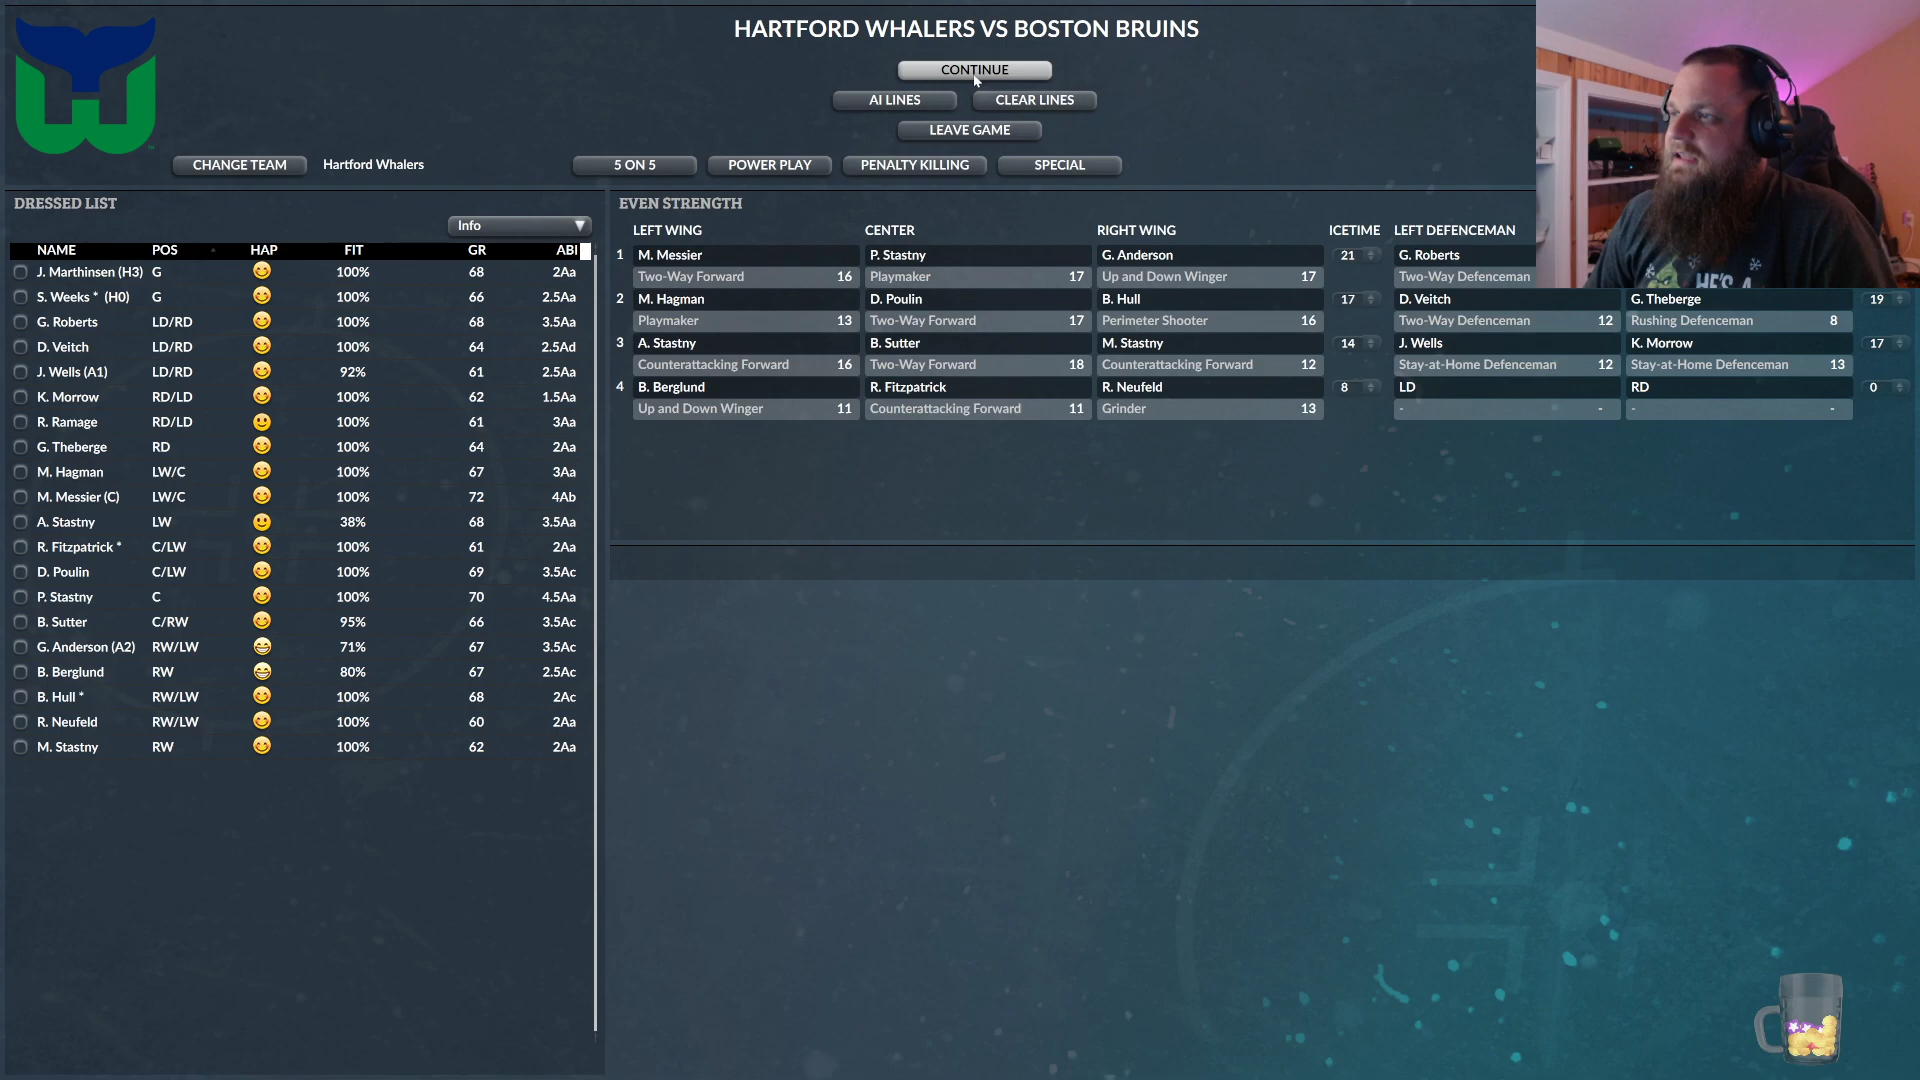 HARTFORD WHALERS VS BOSTON BRUINS
CONTINUE
AI LINES CLEAR LINES
LEAVE GAME
CHANGE TEAM Hartford Whalers 5 ON 5 POWER PLAY PENALTY KILLING SPECIAL
DRESSED LIST
Info
NAME POS HAP FIT GR ABI
J. Marthinsen (H3) G 100% 68 2Aa
S. Weeks * (H0) G 100% 66 2.5Aa
G. Roberts LD/RD 100% 68 3.5Aa
D. Veitch LD/RD 100% 64 2.5Ad
J. Wells (A1) LD/RD 92% 61 2.5Aa
K. Morrow RD/LD 100% 62 1.5Aa
R. Ramage RD/LD 100% 61 3Aa
G. Theberge RD 100% 64 2Aa
M. Hagman LW/C 100% 67 3Aa
M. Messier (C) LW/C 100% 72 4Ab
A. Stastny LW 38% 68 3.5Aa
R. Fitzpatrick * C/LW 100% 61 2Aa
D. Poulin C/LW 100% 69 3.5Ac
P. Stastny C 100% 70 4.5Aa
B. Sutter C/RW 95% 66 3.5Ac
G. Anderson (A2) RW/LW 71% 67 3.5Ac
B. Berglund RW 80% 67 2.5Ac
B. Hull * RW/LW 100% 68 2Ac
R. Neufeld RW/LW 100% 60 2Aa
M. Stastny RW 100% 62 2Aa
EVEN STRENGTH
LEFT WING CENTER RIGHT WING ICETIME LEFT DEFENCEMAN
1 M. Messier P. Stastny G. Anderson 21 G. Roberts
Two-Way Forward 16 Playmaker 17 Up and Down Winger 17 Two-Way Defenceman
2 M. Hagman D. Poulin B. Hull 17 D. Veitch G. Theberge 19
Playmaker 13 Two-Way Forward 17 Perimeter Shooter 16 Two-Way Defenceman 12 Rushing Defenceman 8
3 A. Stastny B. Sutter M. Stastny 14 J. Wells K. Morrow 17
Counterattacking Forward 16 Two-Way Forward 18 Counterattacking Forward 12 Stay-at-Home Defenceman 12 Stay-at-Home Defenceman 13
4 B. Berglund R. Fitzpatrick R. Neufeld 8 LD RD 0
Up and Down Winger 11 Counterattacking Forward 11 Grinder 13 - - - -
HE'S A